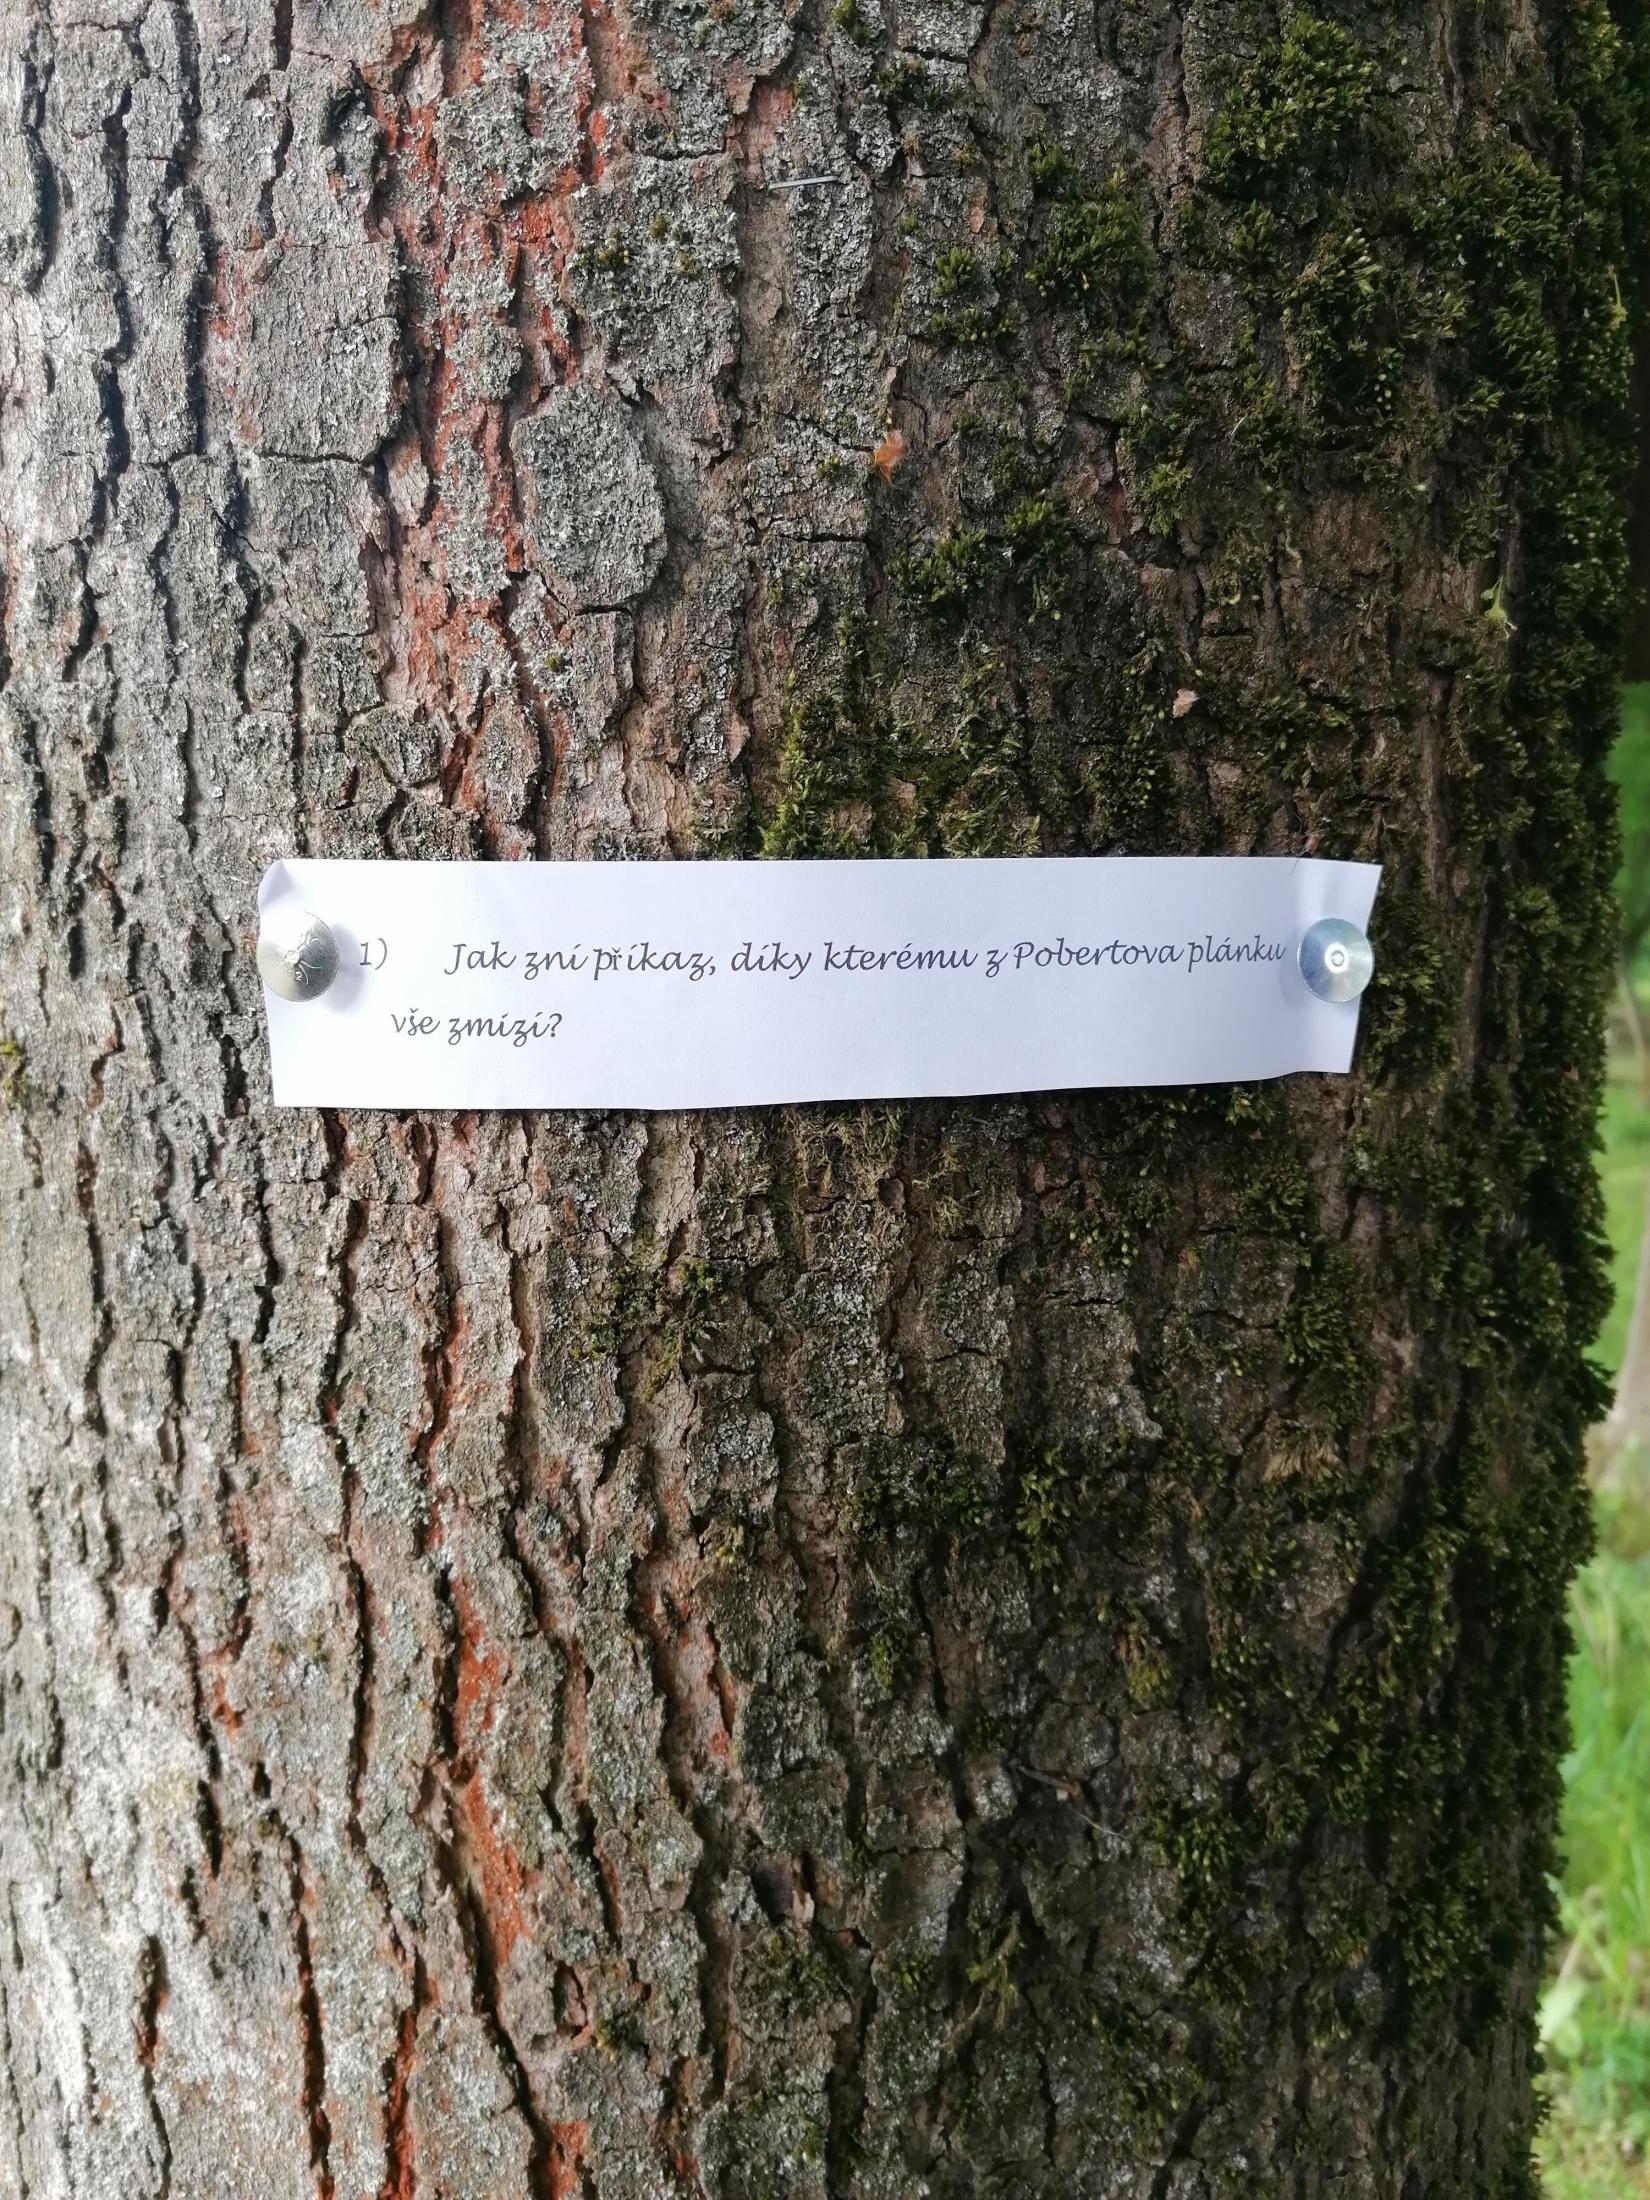 1) Jak zní příkaz, díky kterému z Pobertova plánku
vše zmizí?